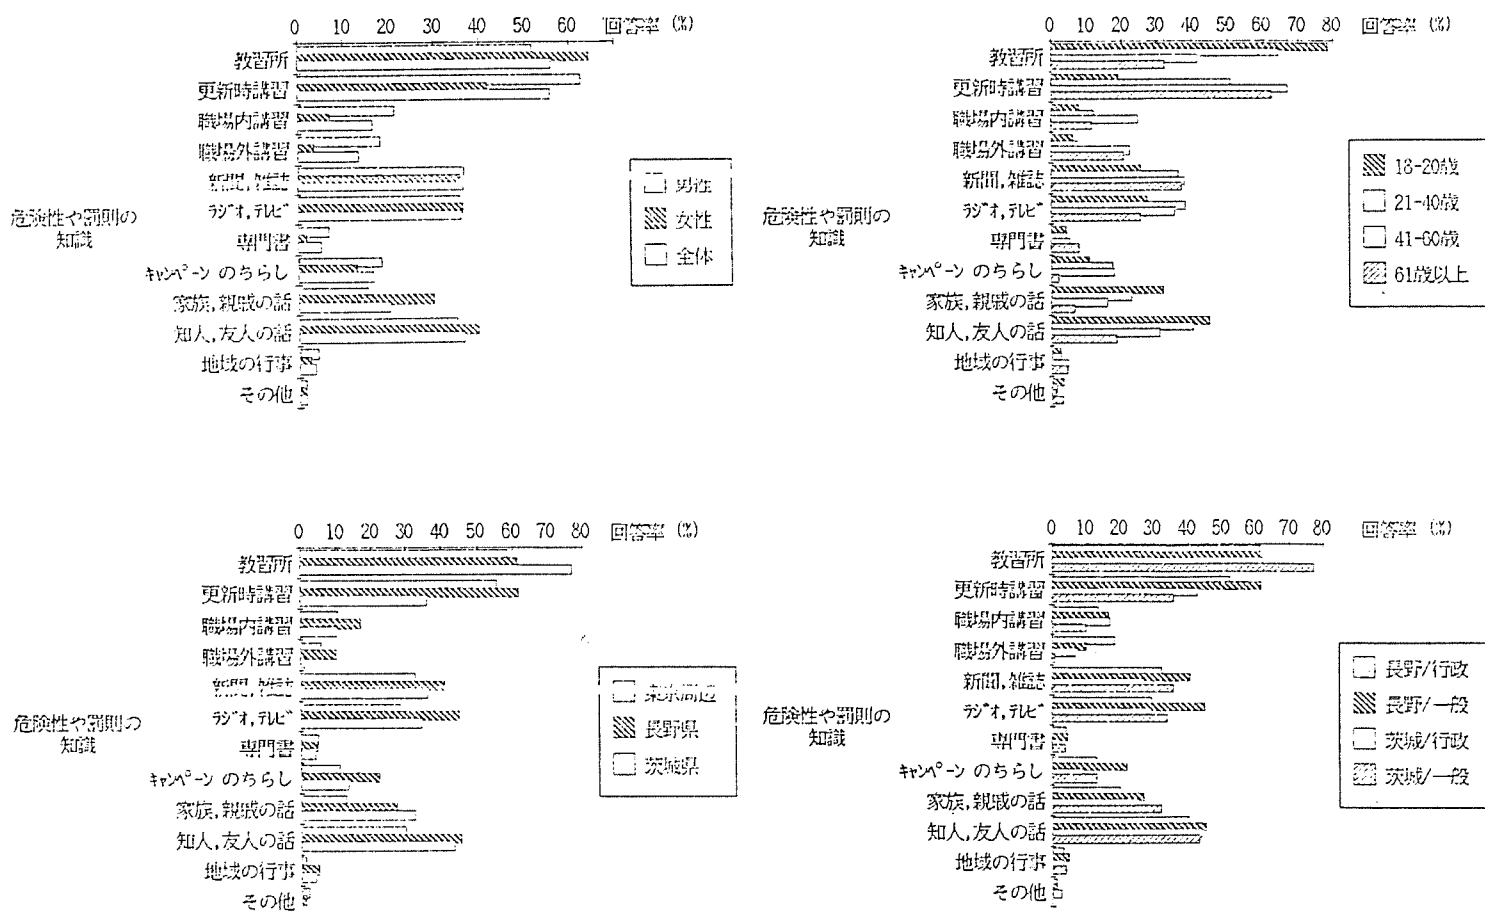 0 10 20 30 40 50 60 回答率 (%)
教習所
更新時講習
職場内講習
職場外講習
新聞,雑誌
ラジオ,テレビ
専門書
キャンペーン のちらし
家族,親戚の話
知人,友人の話
地域の行事
その他
危険性や罰則の
知識
男性
女性
全体
0 10 20 30 40 50 60 70 80 回答率 (%)
教習所
更新時講習
職場内講習
職場外講習
新聞,雑誌
ラジオ,テレビ
専門書
キャンペーン のちらし
家族,親戚の話
知人,友人の話
地域の行事
その他
危険性や罰則の
知識
18-20歳
21-40歳
41-60歳
61歳以上
0 10 20 30 40 50 60 70 80 回答率 (%)
教習所
更新時講習
職場内講習
職場外講習
新聞,雑誌
ラジオ,テレビ
専門書
キャンペーン のちらし
家族,親戚の話
知人,友人の話
地域の行事
その他
危険性や罰則の
知識
東京周辺
長野県
茨城県
0 10 20 30 40 50 60 70 80 回答率 (%)
教習所
更新時講習
職場内講習
職場外講習
新聞,雑誌
ラジオ,テレビ
専門書
キャンペーン のちらし
家族,親戚の話
知人,友人の話
地域の行事
その他
危険性や罰則の
知識
長野/行政
長野/一般
茨城/行政
茨城/一般